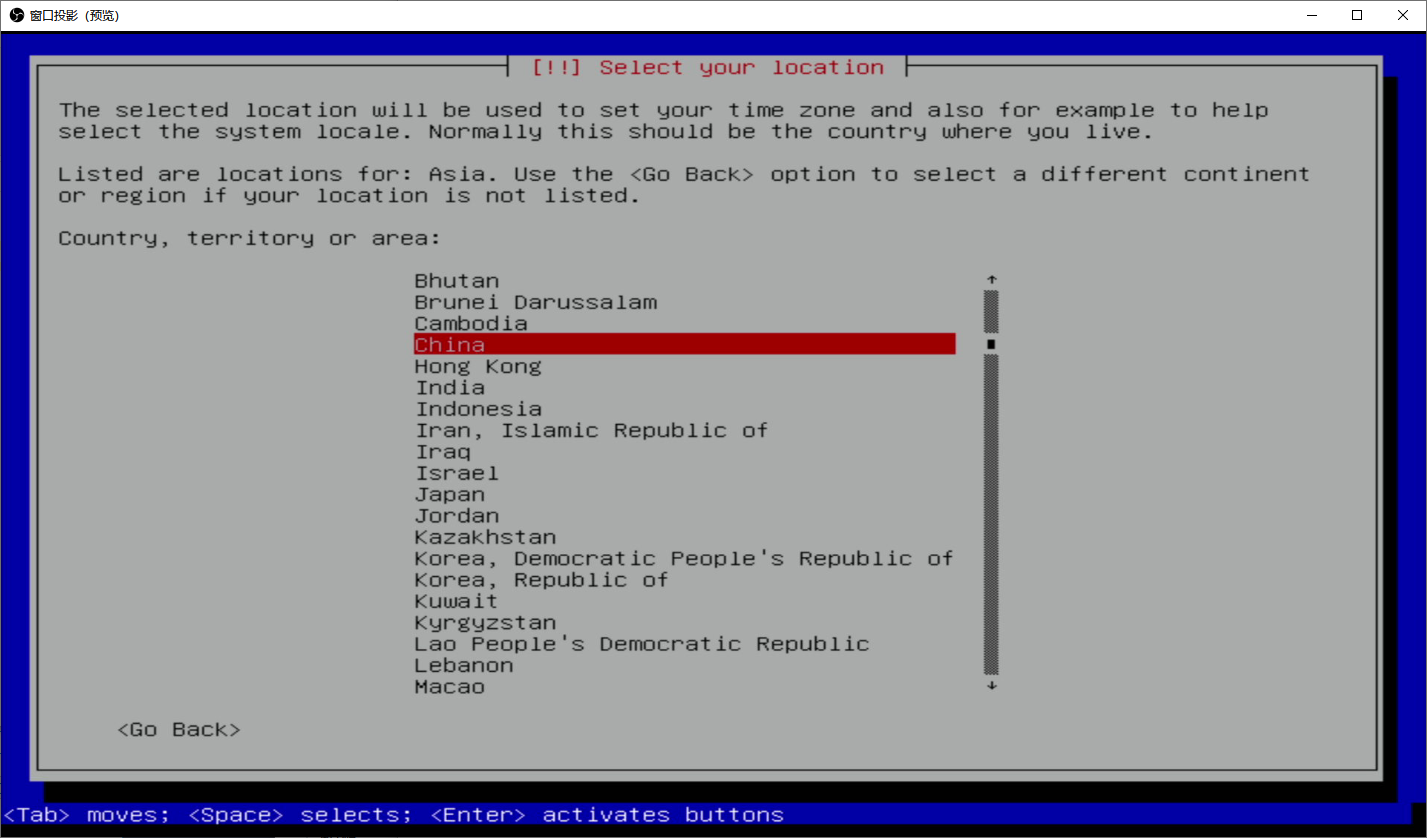 窗口投影 (预览)
[!!] Select your location
The selected location will be used to set your time zone and also for example to help
select the system locale. Normally this should be the country where you live.
Listed are locations for: Asia. Use the <Go Back> option to select a different continent
or region if your location is not listed.
Country, territory or area:
Bhutan
Brunei Darussalam
Cambodia
China
Hong Kong
India
Indonesia
Iran, Islamic Republic of
Iraq
Israel
Japan
Jordan
Kazakhstan
Korea, Democratic People's Republic of
Korea, Republic of
Kuwait
Kyrgyzstan
Lao People's Democratic Republic
Lebanon
Macao
<Go Back>
<Tab> moves; <Space> selects; <Enter> activates buttons